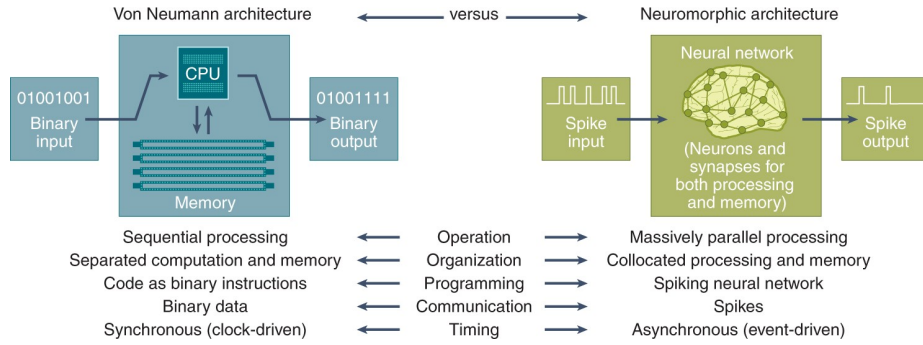 Von Neumann architecture versus Neuromorphic architecture
CPU
01001001
Binary
input
01001111
Binary
output
Memory
Spike
input
Neural network
(Neurons and
synapses for
both processing
and memory)
Spike
output
Sequential processing Operation Massively parallel processing
Separated computation and memory Organization Collocated processing and memory
Code as binary instructions Programming Spiking neural network
Binary data Communication Spikes
Synchronous (clock-driven) Timing Asynchronous (event-driven)